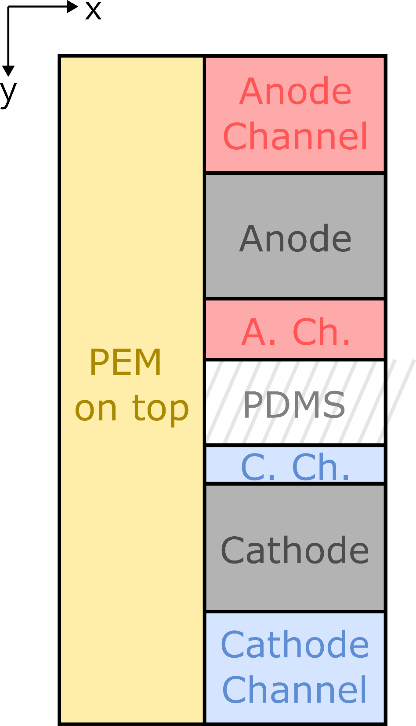 x
y
Anode
Channel
Anode
A. Ch.
PEM
on top
PDMS
C. Ch.
Cathode
Cathode
Channel